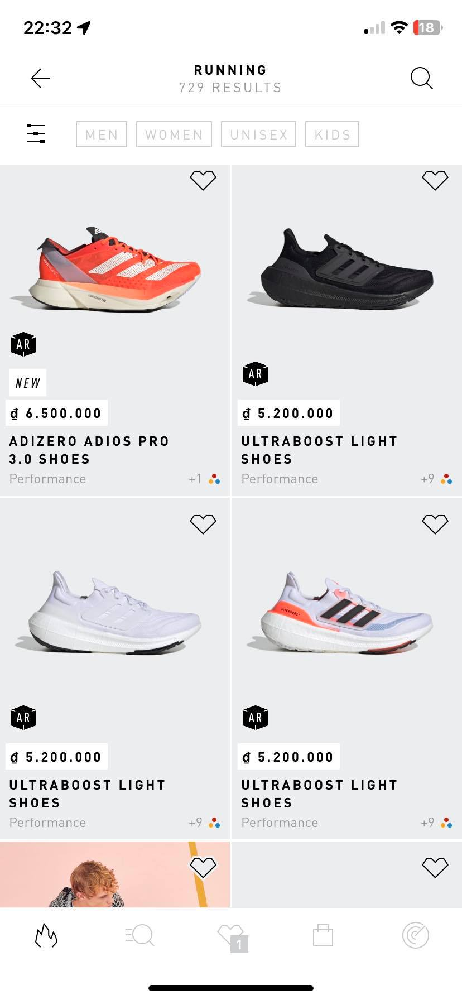 22:32
18
RUNNING
729 RESULTS
MEN WOMEN UNISEX KIDS
AR
NEW
₫ 6.500.000
ADIZERO ADIOS PRO
3.0 SHOES
Performance +1
AR
₫ 5.200.000
ULTRABOOST LIGHT
SHOES
Performance +9
AR
₫ 5.200.000
ULTRABOOST LIGHT
SHOES
Performance +9
ULTRABOOST
AR
₫ 5.200.000
ULTRABOOST LIGHT
SHOES
Performance +9
1